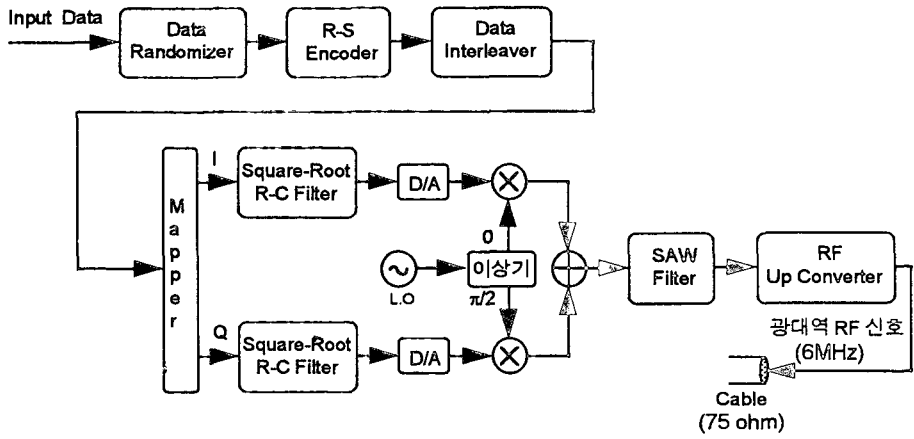 Input Data
Data
Randomizer
R-S
Encoder
Data
Interleaver
Mapper
I
Square-Root
R-C Filter
D/A
0
L.O
이상기
π/2
SAW
Filter
RF
Up Converter
Q
Square-Root
R-C Filter
D/A
광대역 RF 신호
(6MHz)
Cable
(75 ohm)